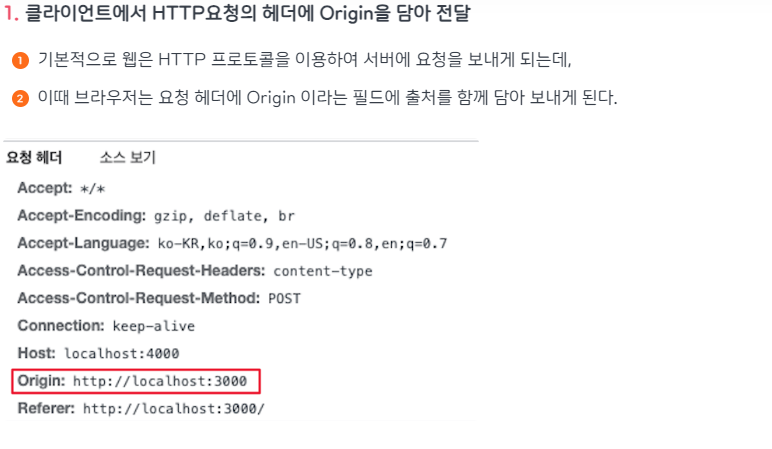 1. 클라이언트에서 HTTP요청의 헤더에 Origin을 담아 전달
1 기본적으로 웹은 HTTP 프로토콜을 이용하여 서버에 요청을 보내게 되는데,
2 이때 브라우저는 요청 헤더에 Origin 이라는 필드에 출처를 함께 담아 보내게 된다.
요청 헤더 소스 보기
Accept: */*
Accept-Encoding: gzip, deflate, br
Accept-Language: ko-KR,ko;q=0.9,en-US;q=0.8,en;q=0.7
Access-Control-Request-Headers: content-type
Access-Control-Request-Method: POST
Connection: keep-alive
Host: localhost:4000
Origin: http://localhost:3000
Referer: http://localhost:3000/